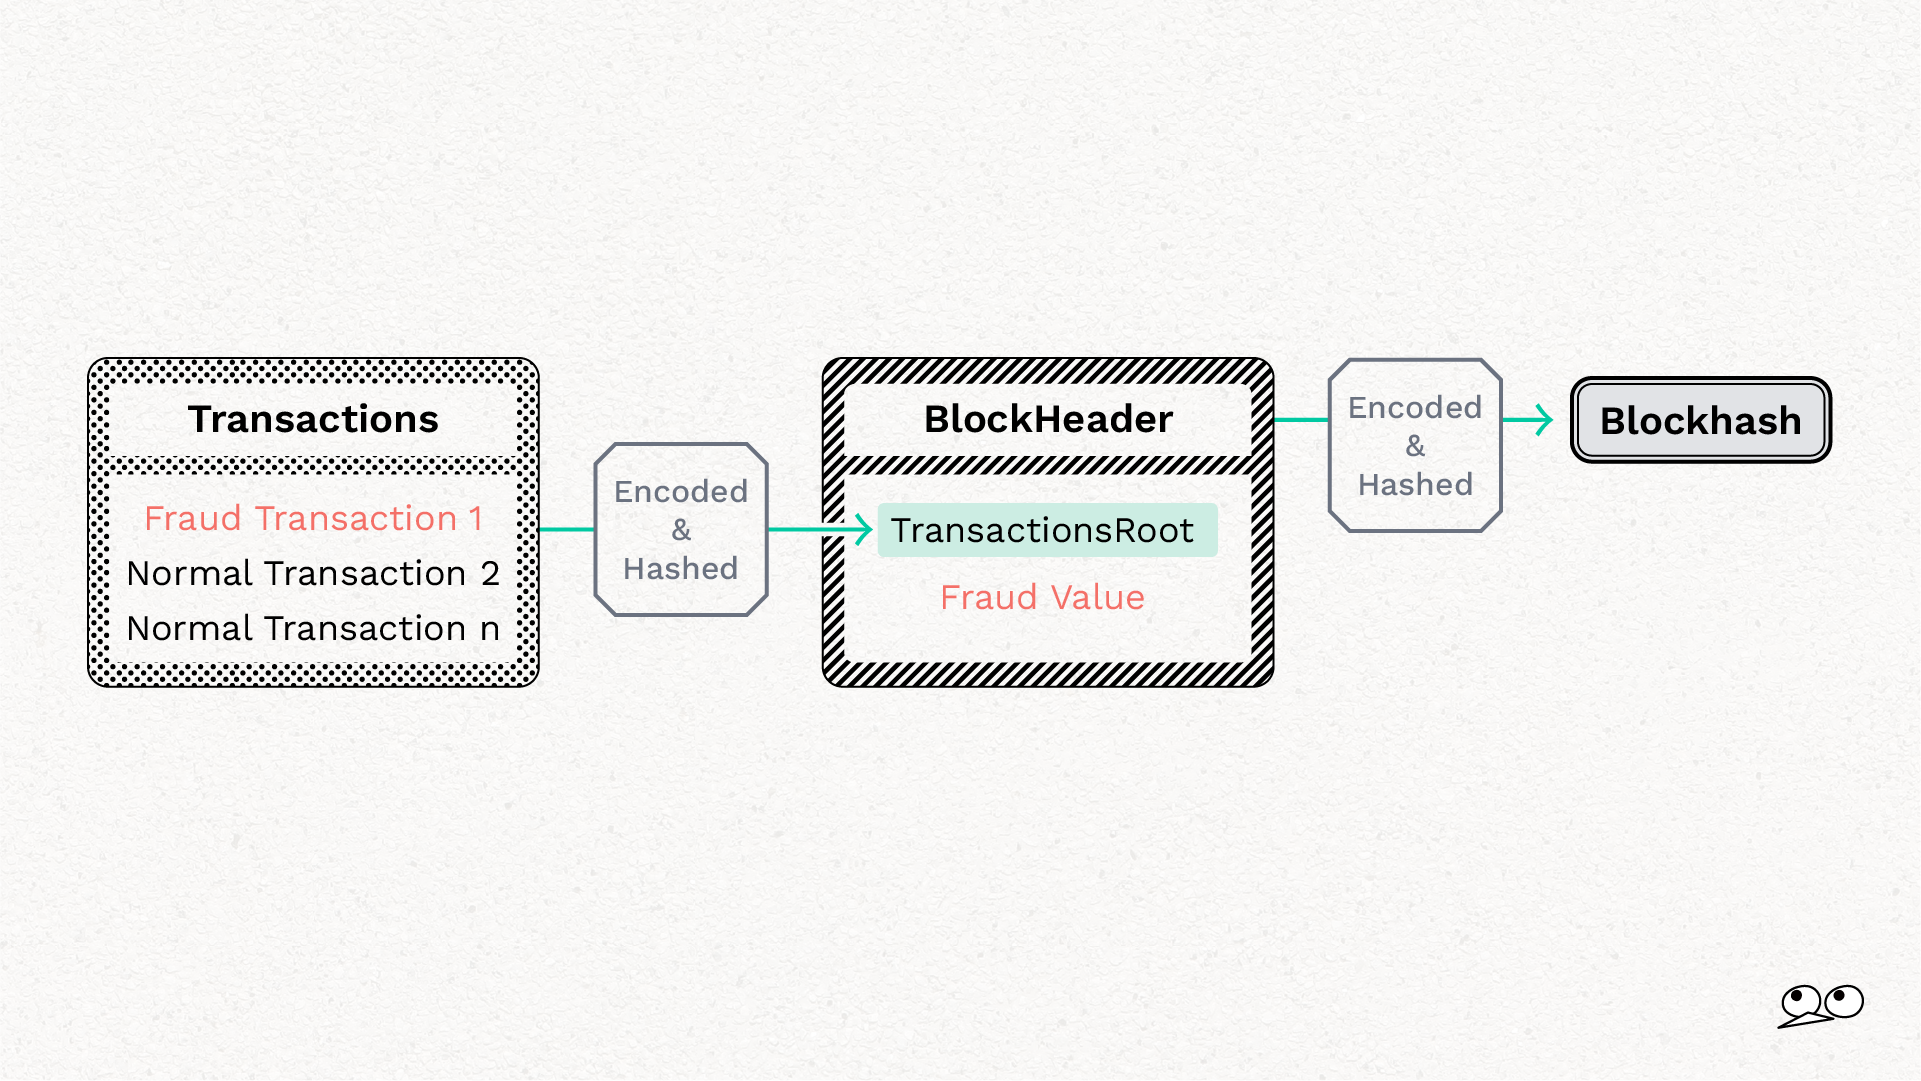 Transactions
Fraud Transaction 1
Normal Transaction 2
Normal Transaction n
Encoded
&
Hashed
BlockHeader
TransactionsRoot
Fraud Value
Encoded
&
Hashed
Blockhash